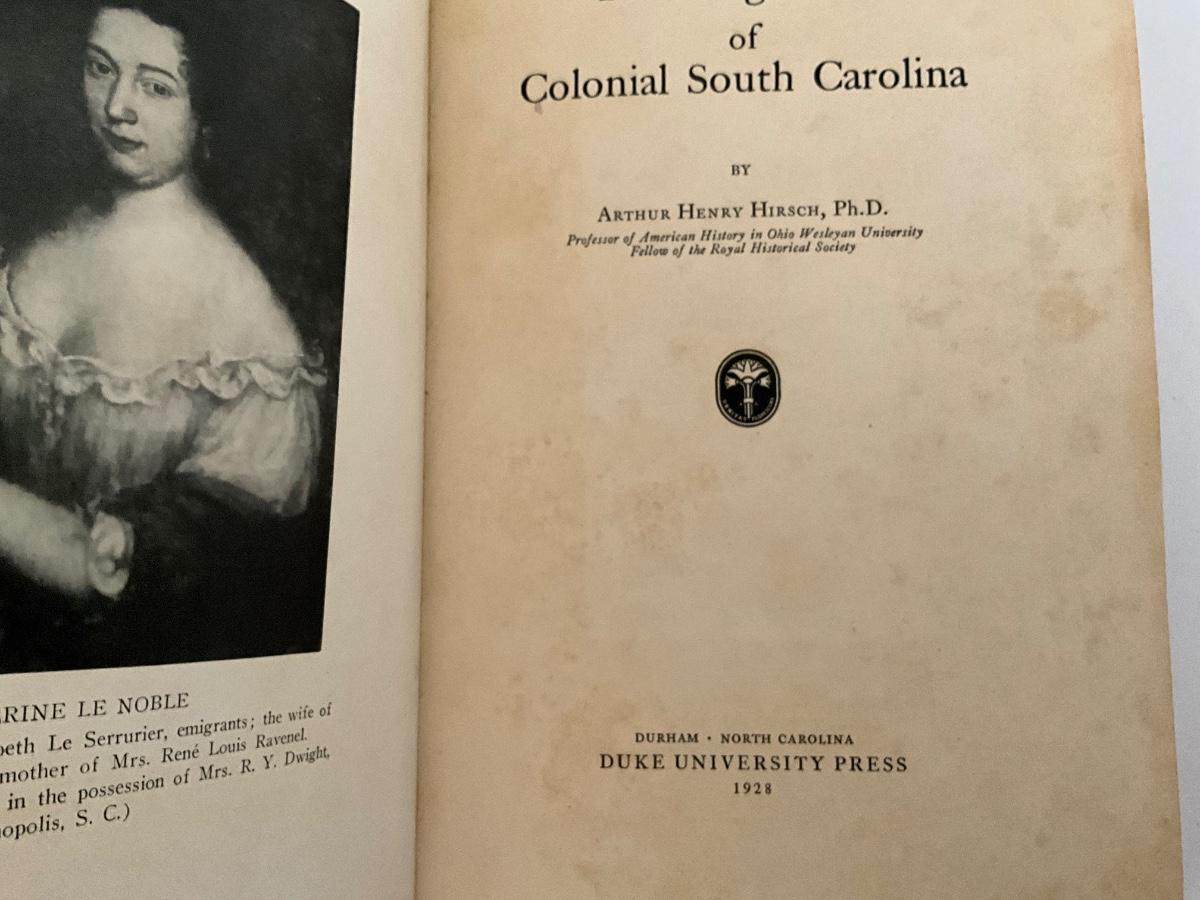 RINE LE NOBLE
beth Le Serrurier, emigrants; the wife of
mother of Mrs. René Louis Ravenel.
in the possession of Mrs. R. Y. Dwight,
opolis, S. C.)
of
Colonial South Carolina
BY
ARTHUR HENRY HIRSCH, Ph.D.
Professor of American History in Ohio Wesleyan University
Fellow of the Royal Historical Society
DURHAM · NORTH CAROLINA
DUKE UNIVERSITY PRESS
1928